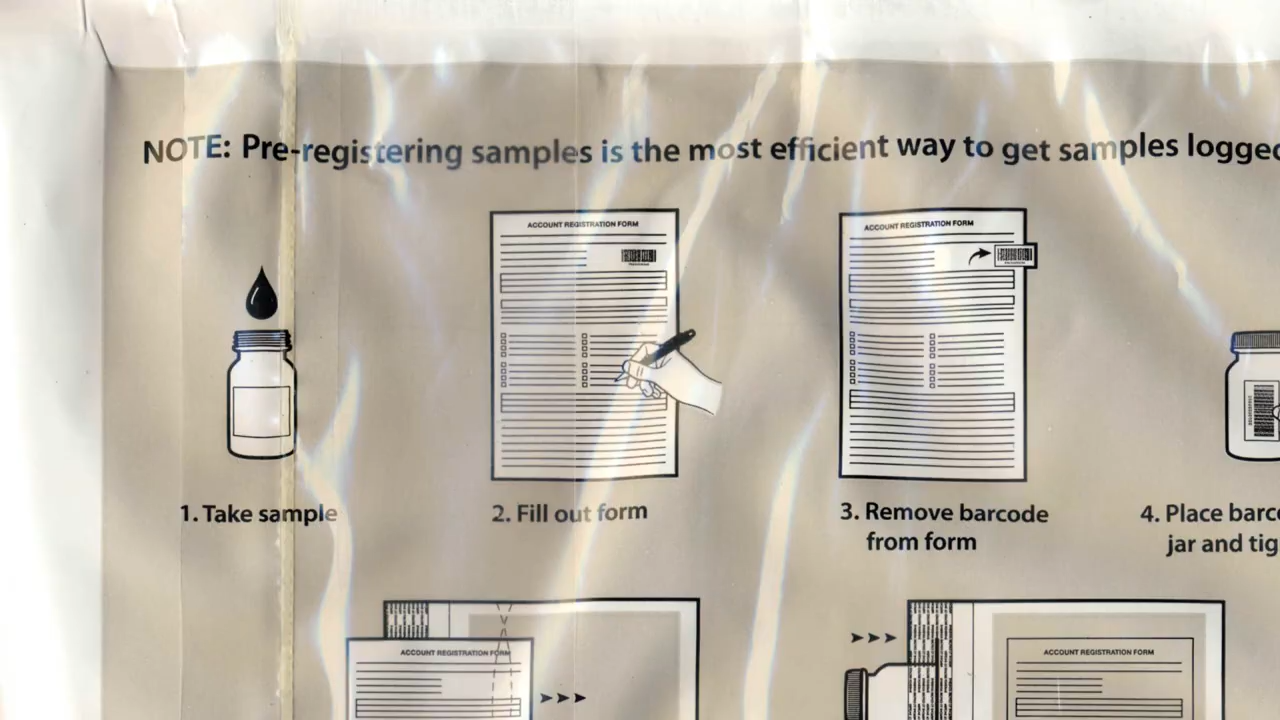 NOTE: Pre-registering samples is the most efficient way to get samples logged
ACCOUNT REGISTRATION FORM
ACCOUNT REGISTRATION FORM
1. Take sample
2. Fill out form
3. Remove barcode
from form
4. Place
jar and
ACCOUNT REGISTRATION FORM
ACCOUNT REGISTRATION FORM